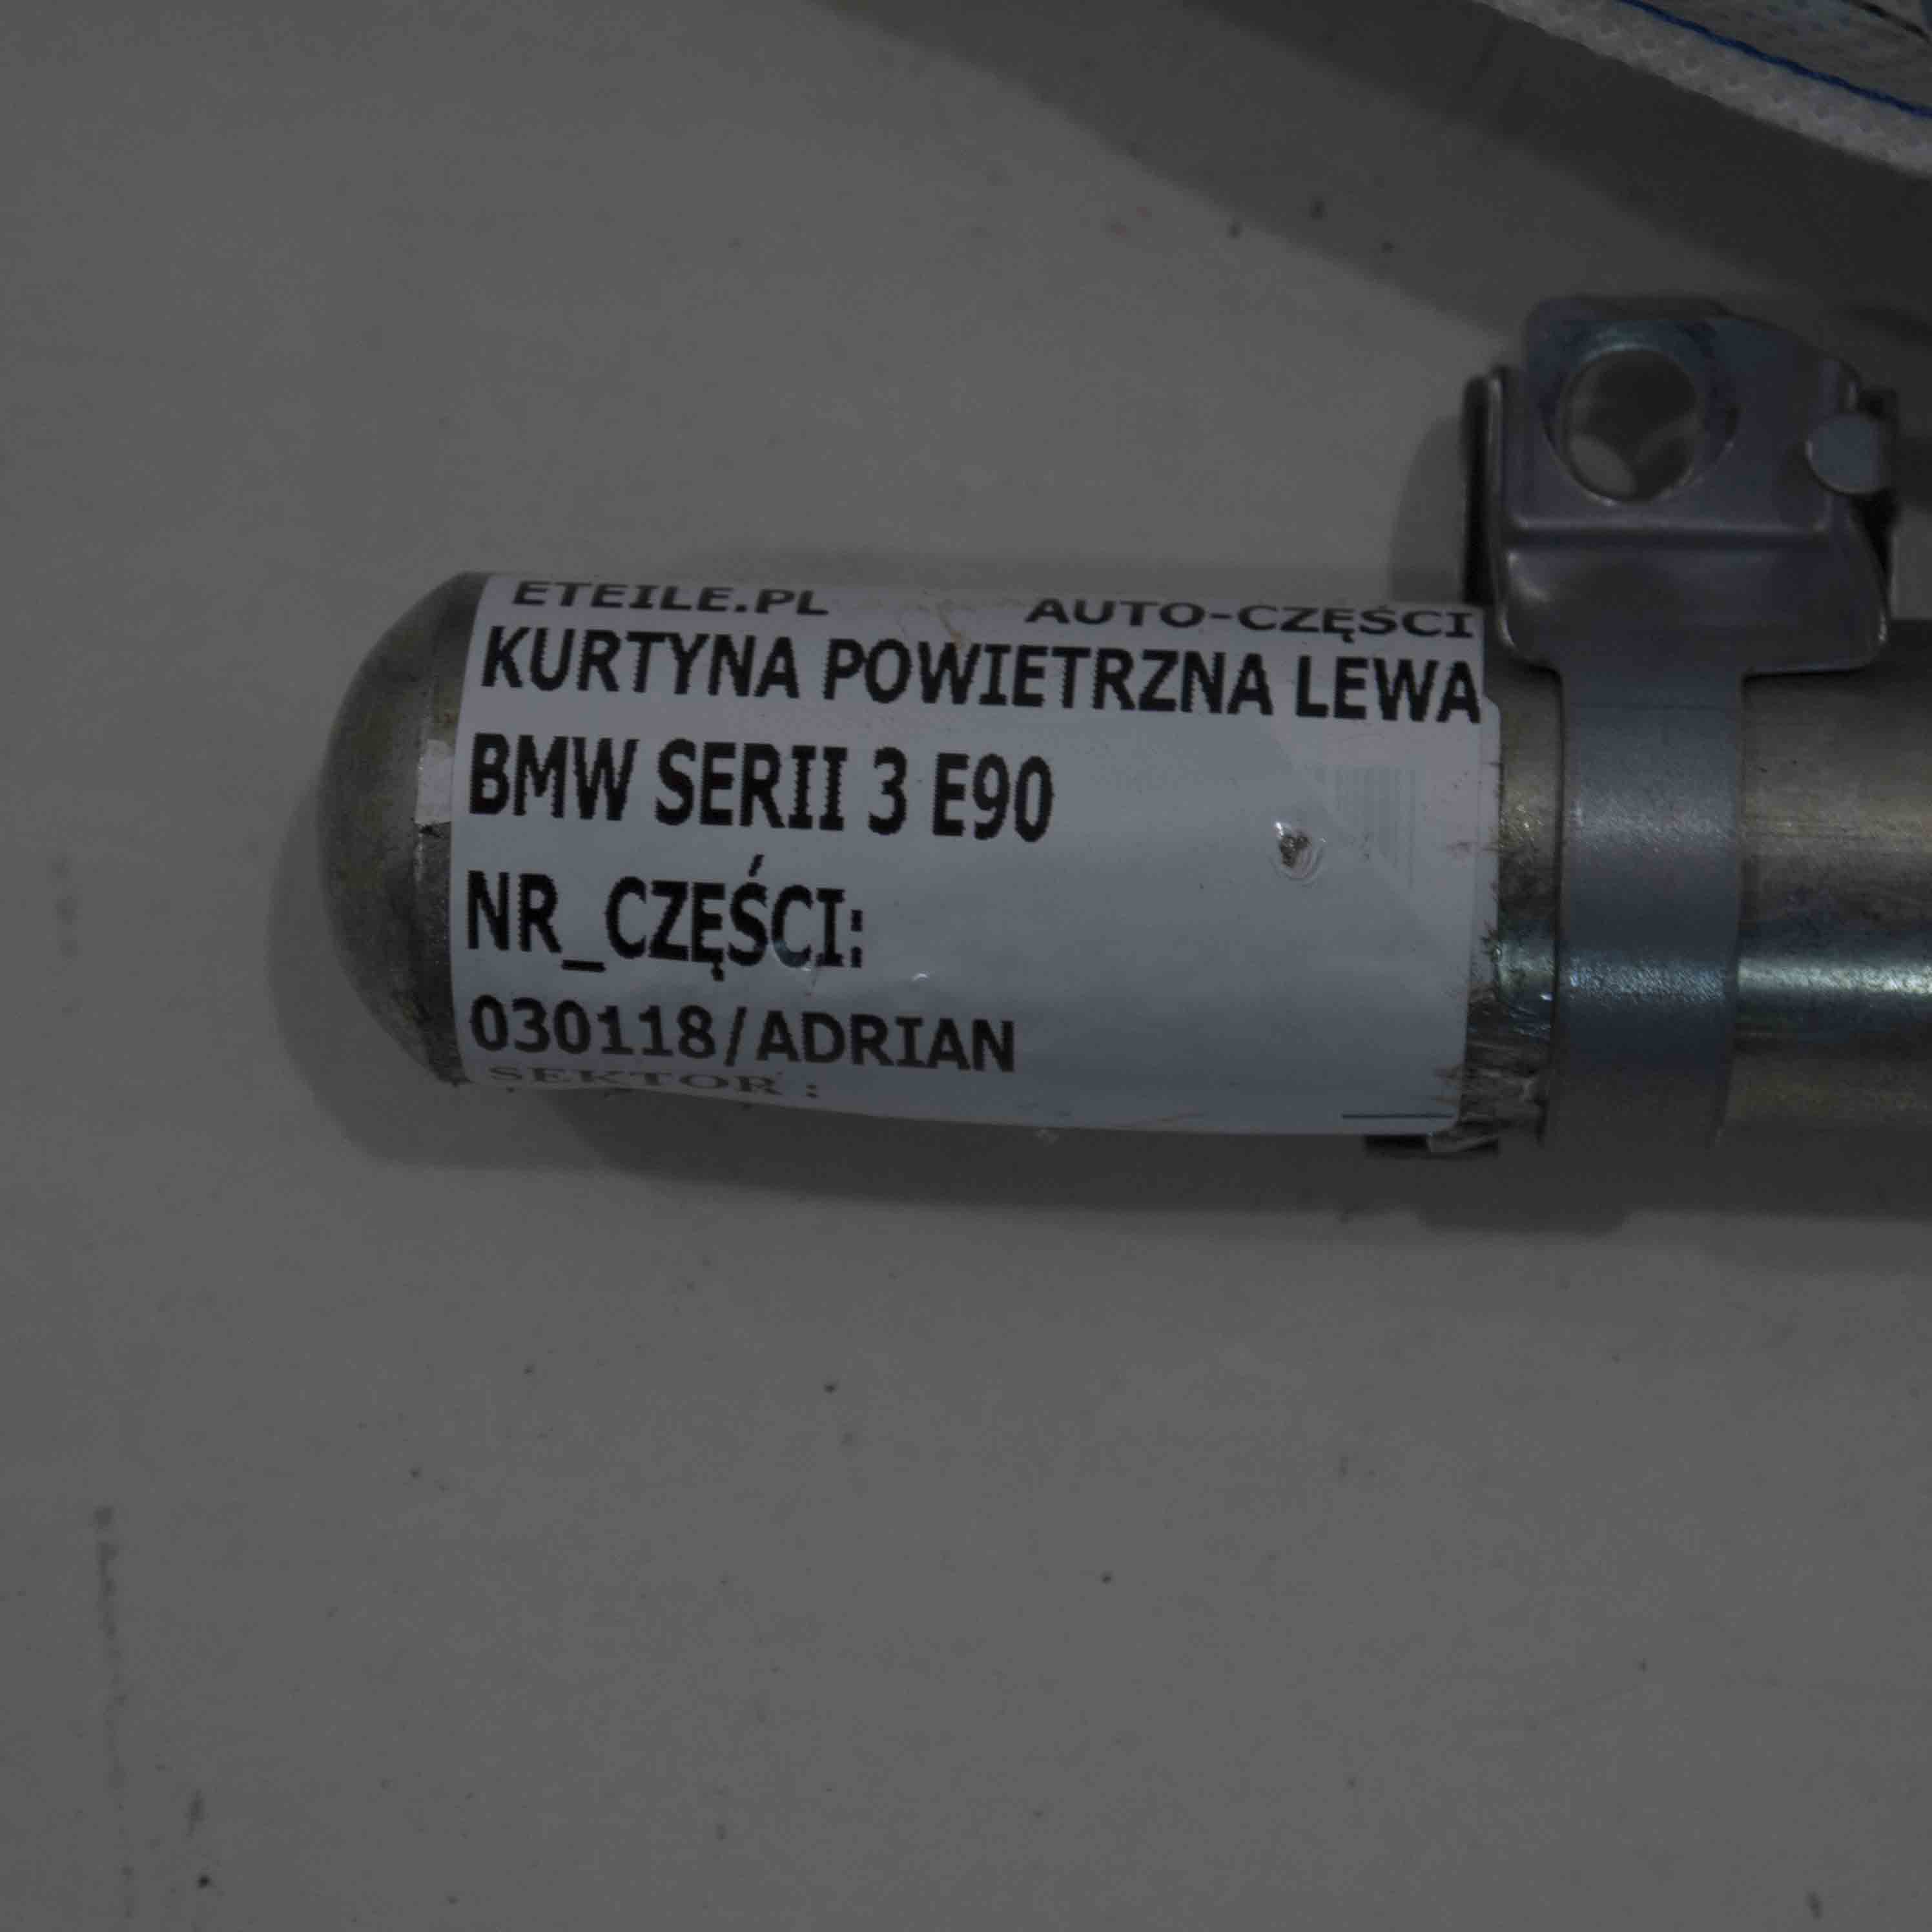 ETEILE.PL AUTO-CZĘŚCI
KURTYNA POWIETRZNA LEWA
BMW SERII 3 E90
NR_CZĘŚCI:
030118/ADRIAN
SEKTOR :